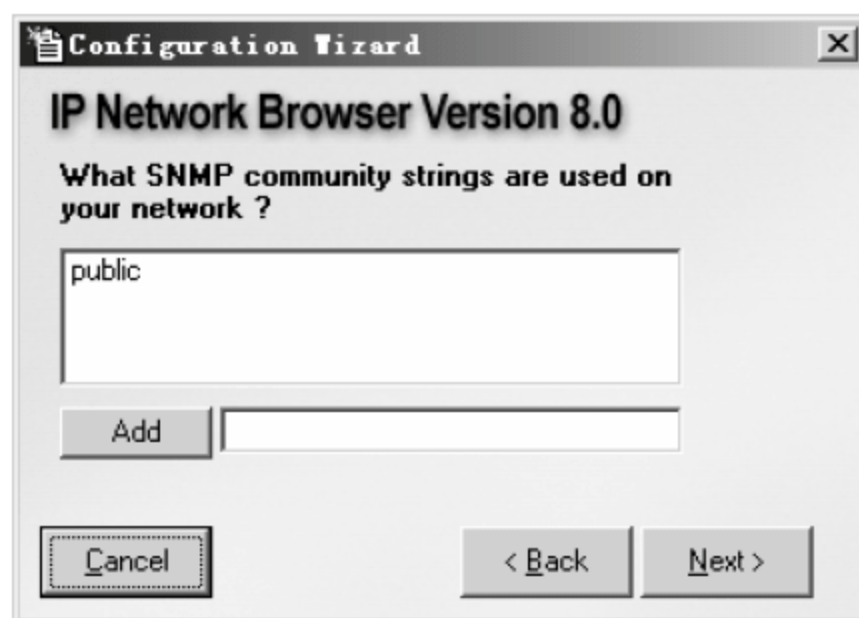 Configuration Wizard
IP Network Browser Version 8.0
What SNMP community strings are used on
your network ?
public
Add
Cancel
< Back
Next >